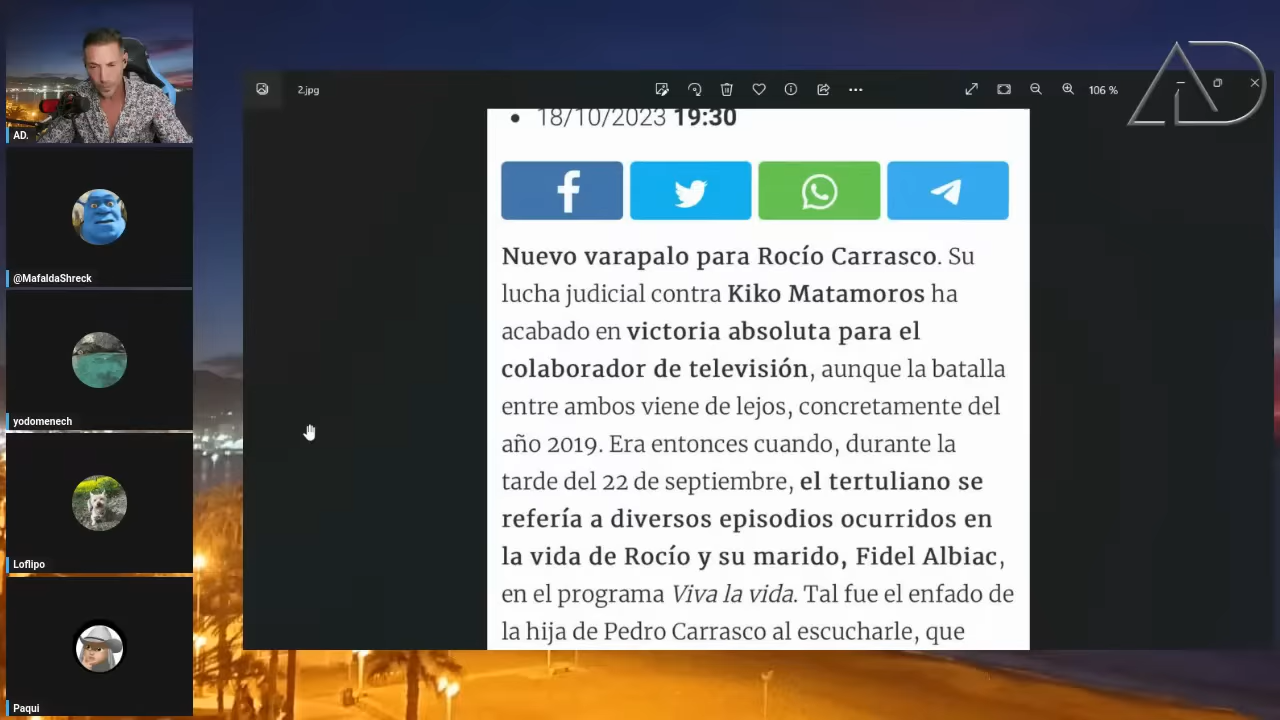 AD.
@MafaldaShreck
yodomenech
Loflipo
Paqui
2.jpg
106 %
AD
18/10/2023 19:30
Nuevo varapalo para Rocío Carrasco. Su
lucha judicial contra Kiko Matamoros ha
acabado en victoria absoluta para el
colaborador de televisión, aunque la batalla
entre ambos viene de lejos, concretamente del
año 2019. Era entonces cuando, durante la
tarde del 22 de septiembre, el tertuliano se
refería a diversos episodios ocurridos en
la vida de Rocío y su marido, Fidel Albiac,
en el programa Viva la vida. Tal fue el enfado de
la hija de Pedro Carrasco al escucharle, que